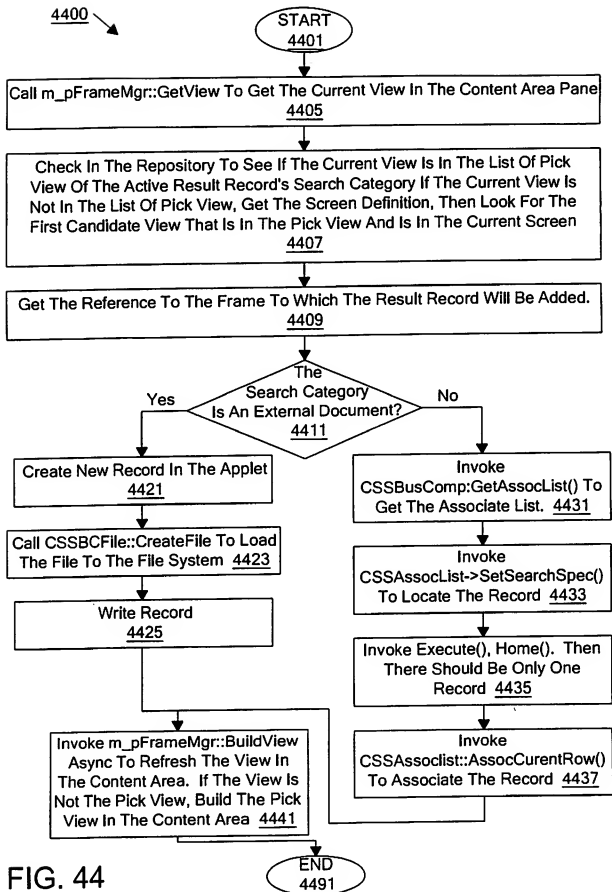 4400
START
4401
Call m_pFrameMgr::GetView To Get The Current View In The Content Area Pane
4405
Check In The Repository To See If The Current View Is In The List Of Pick
View Of The Active Result Record's Search Category If The Current View Is
Not In The List Of Pick View, Get The Screen Definition, Then Look For The
First Candidate View That Is In The Pick View And Is In The Current Screen
4407
Get The Reference To The Frame To Which The Result Record Will Be Added.
4409
The
Search Category
Is An External Document?
4411
Yes
No
Create New Record In The Applet
4421
Call CSSBCFile::CreateFile To Load
The File To The File System 4423
Write Record
4425
Invoke
CSSBusComp:GetAssocList() To
Get The Associate List. 4431
Invoke
CSSAssocList->SetSearchSpec()
To Locate The Record 4433
Invoke Execute(), Home(). Then
There Should Be Only One
Record 4435
Invoke
CSSAssoclist::AssocCurentRow()
To Associate The Record 4437
Invoke m_pFrameMgr::BuildView
Async To Refresh The View In
The Content Area. If The View Is
Not The Pick View, Build The Pick
View In The Content Area 4441
END
4491
FIG. 44